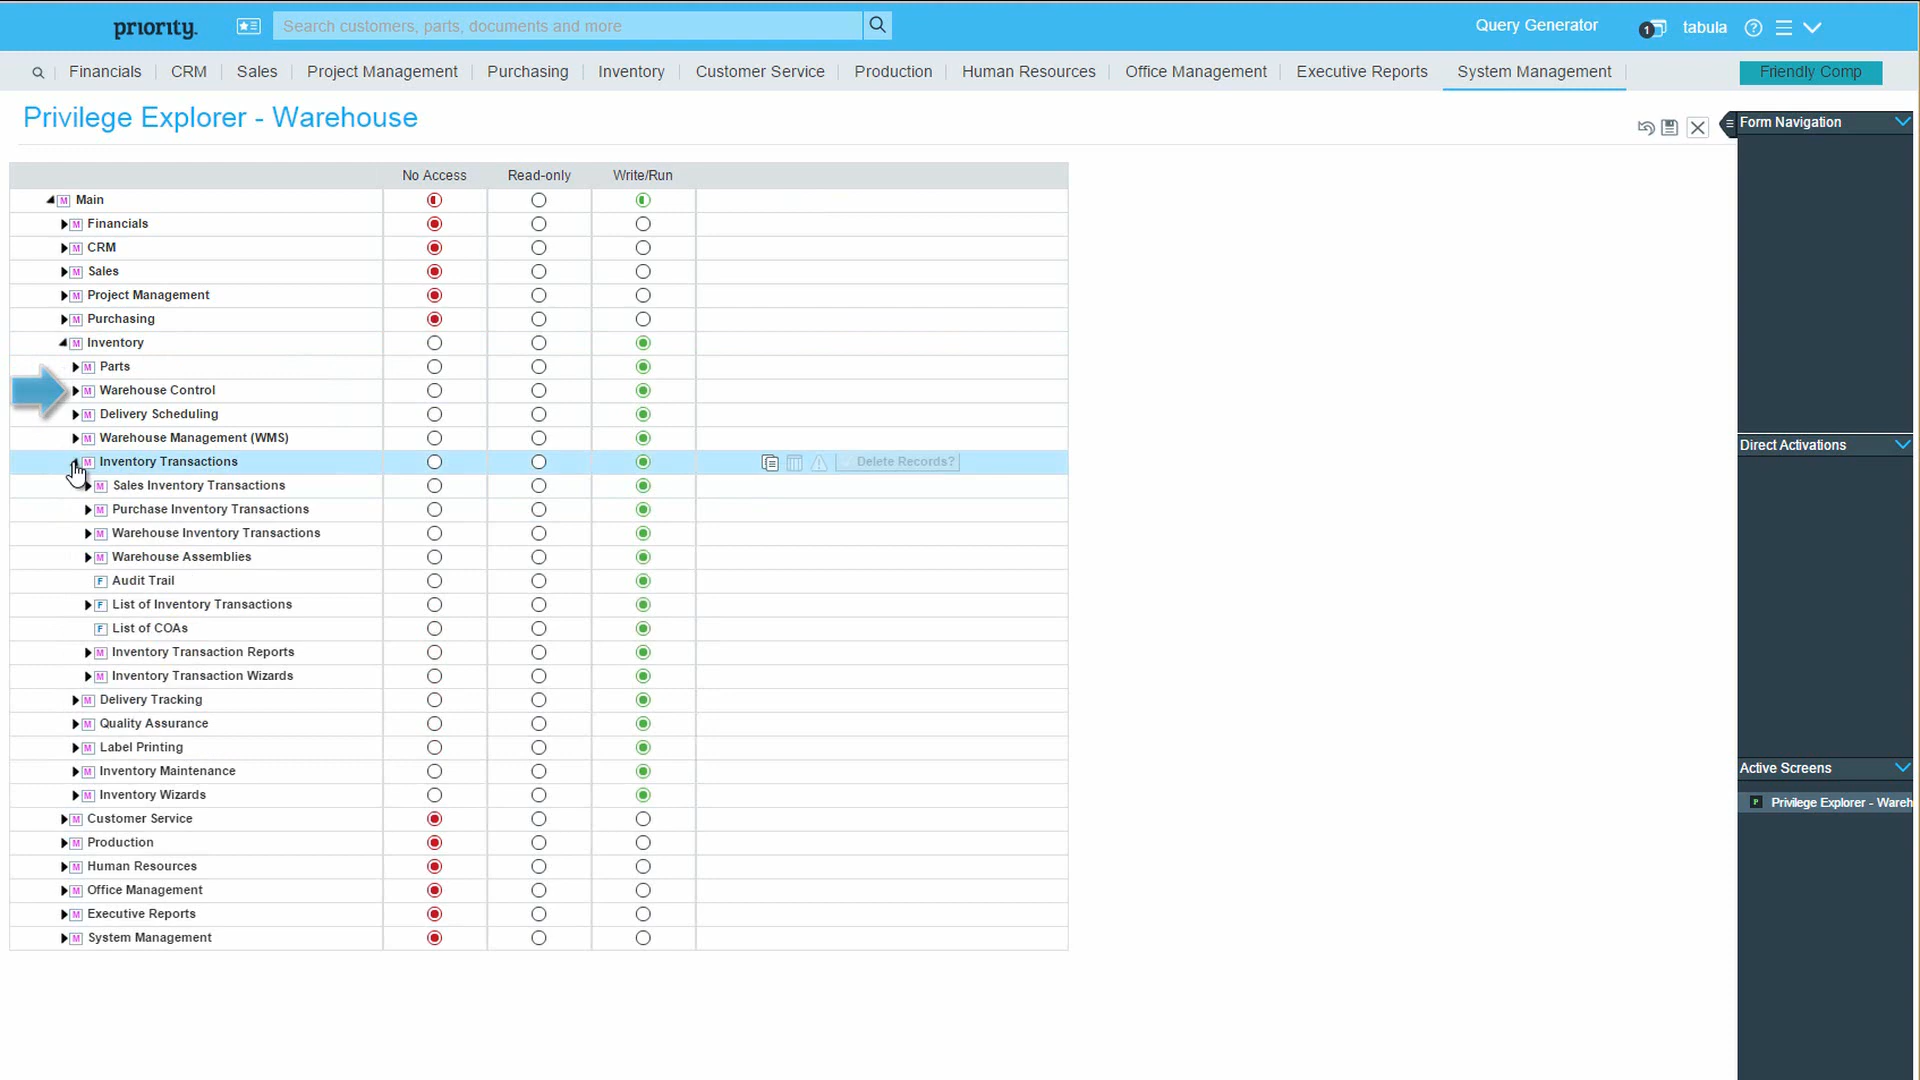 priority.
Search customers, parts, documents and more
Query Generator
1
tabula
Financials
CRM
Sales
Project Management
Purchasing
Inventory
Customer Service
Production
Human Resources
Office Management
Executive Reports
System Management
Friendly Comp
Privilege Explorer - Warehouse
Form Navigation
No Access Read-only Write/Run
M Main
M Financials
M CRM
M Sales
M Project Management
M Purchasing
M Inventory
M Parts
M Warehouse Control
M Delivery Scheduling
M Warehouse Management (WMS)
M Inventory Transactions Delete Records?
M Sales Inventory Transactions
M Purchase Inventory Transactions
M Warehouse Inventory Transactions
M Warehouse Assemblies
F Audit Trail
F List of Inventory Transactions
F List of COAs
M Inventory Transaction Reports
M Inventory Transaction Wizards
M Delivery Tracking
M Quality Assurance
M Label Printing
M Inventory Maintenance
M Inventory Wizards
M Customer Service
M Production
M Human Resources
M Office Management
M Executive Reports
M System Management
Direct Activations
Active Screens
P Privilege Explorer - Wareh